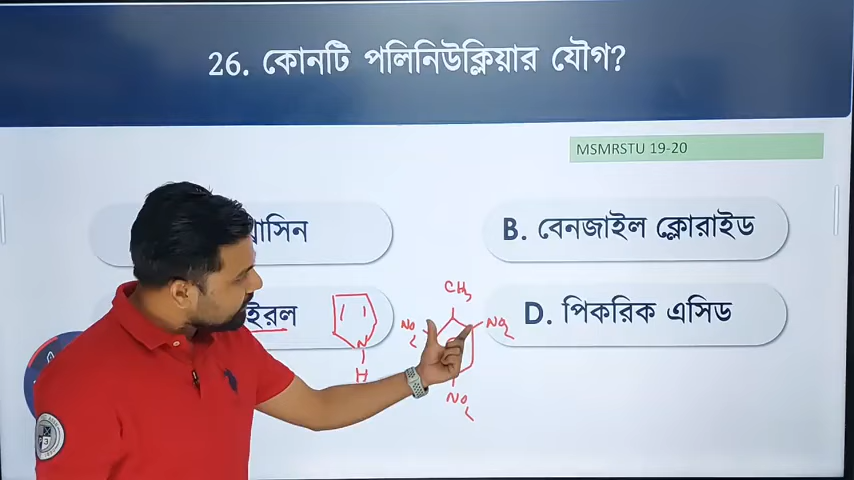 26. কোনটি পলিনিউক্লিয়ার যৌগ?
MSMRSTU 19-20
B. বেনজাইল ক্লোরাইড
D. পিকরিক এসিড
CH3
NO2
NO2
N
H
NO2